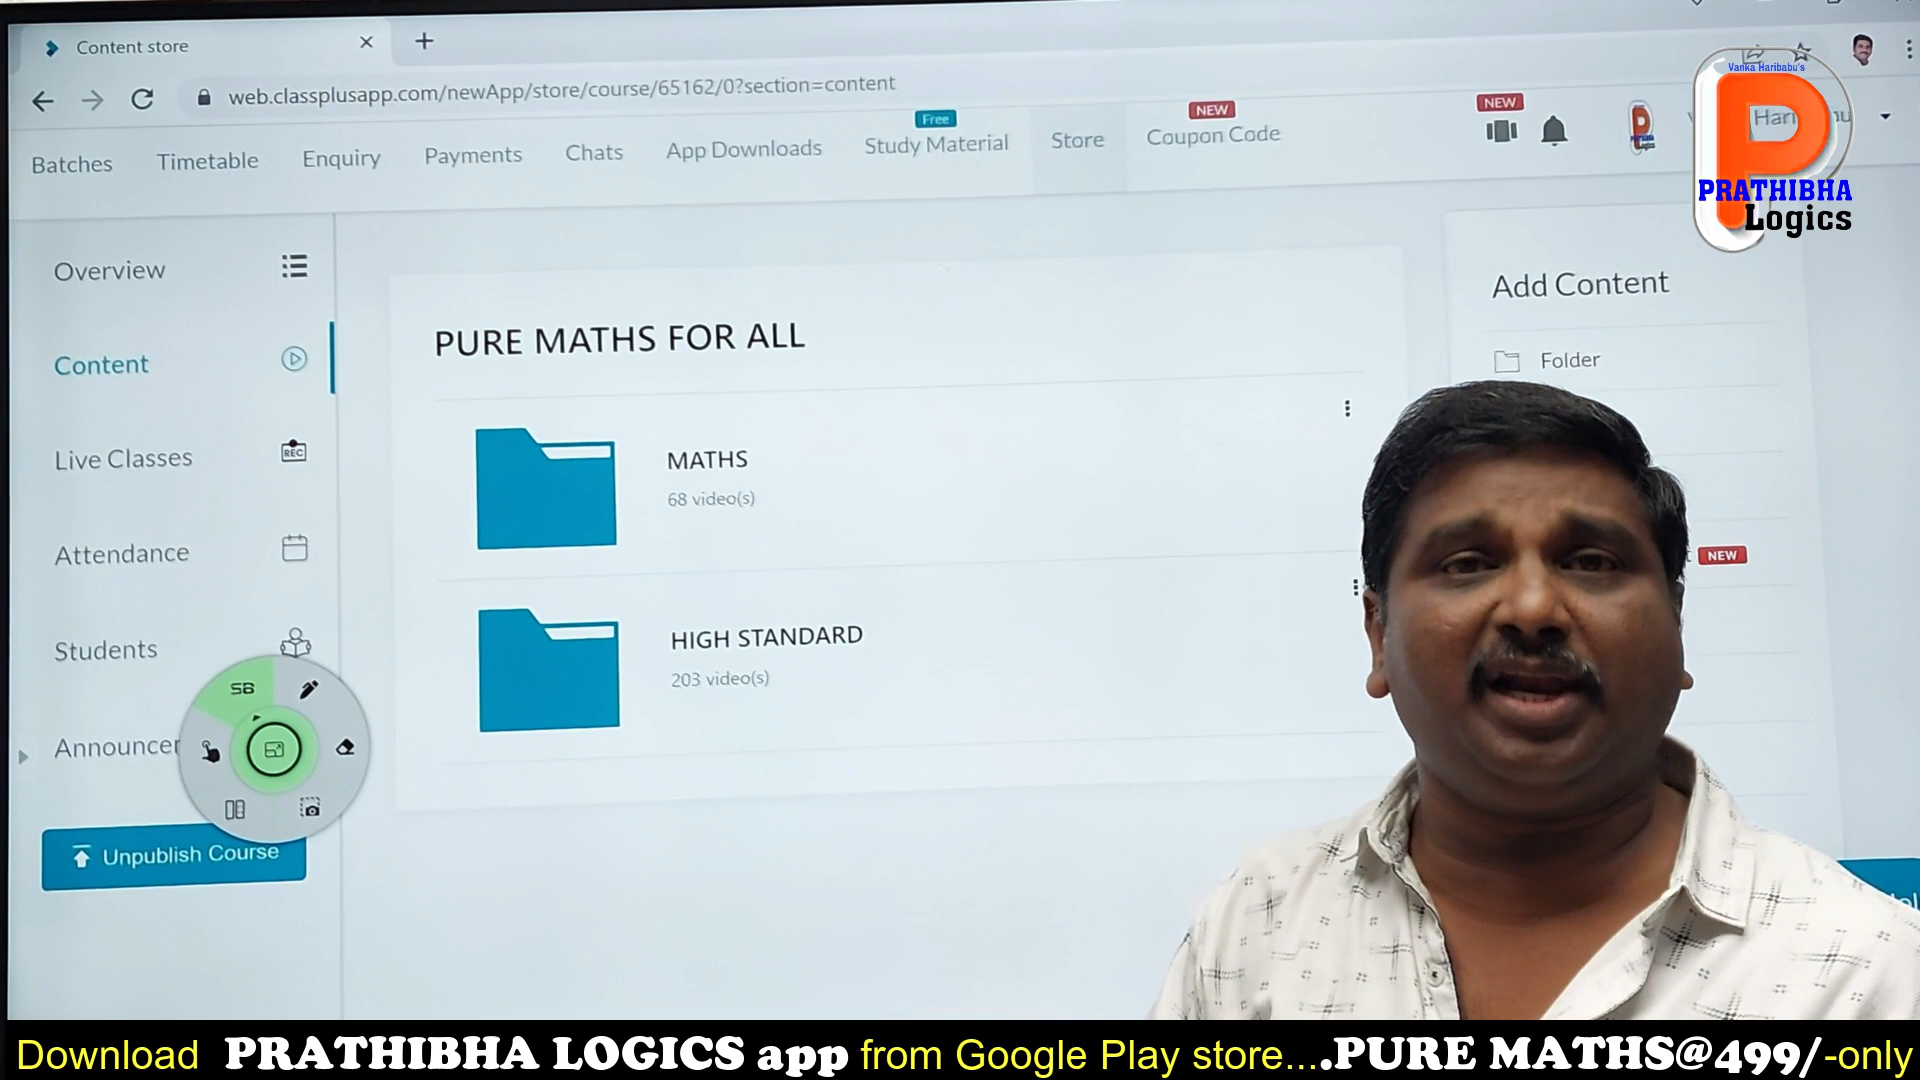 Content store
web.classplusapp.com/newApp/store/course/65162/0?section=content
Vanka Haribabu's
PRATHIBHA
Logics
Free
NEW
NEW
Batches
Timetable
Enquiry
Payments
Chats
App Downloads
Study Material
Store
Coupon Code
Overview
Content
Live Classes
REC
Attendance
Students
SB
Unpublish Course
PURE MATHS FOR ALL
MATHS
68 video(s)
HIGH STANDARD
203 video(s)
Add Content
Folder
NEW
Download PRATHIBHA LOGICS app from Google Play store....PURE MATHS@499/-only